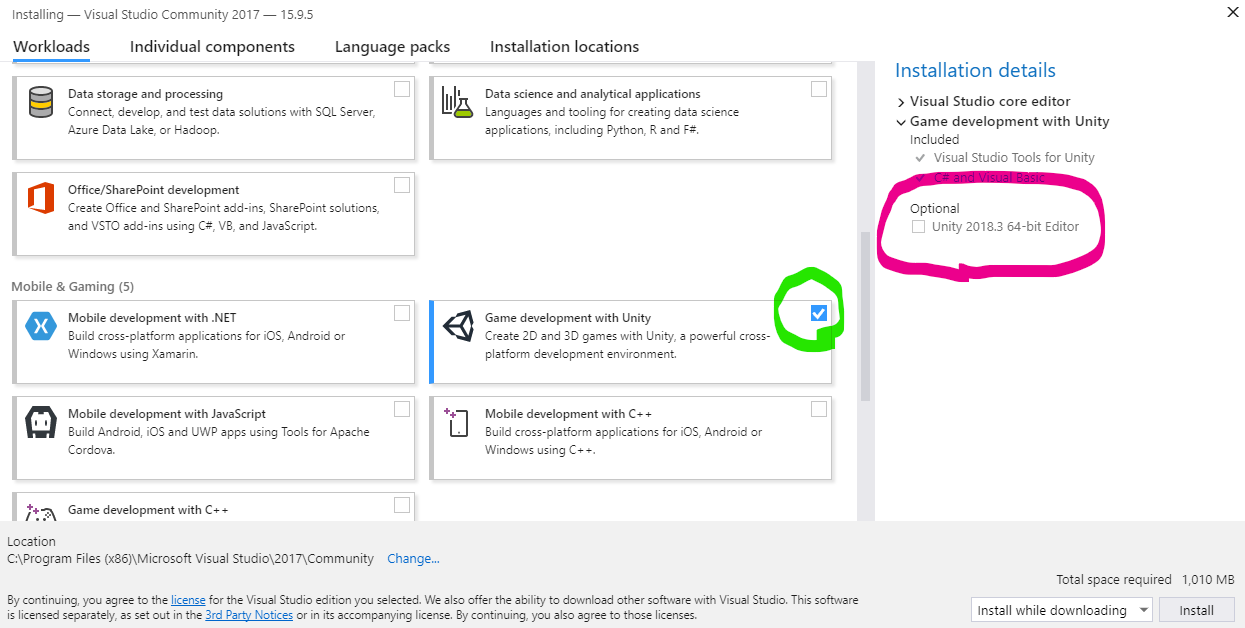 Installing — Visual Studio Community 2017 — 15.9.5
Workloads
Individual components
Language packs
Installation locations
Data storage and processing
Connect, develop, and test data solutions with SQL Server,
Azure Data Lake, or Hadoop.
Data science and analytical applications
Languages and tooling for creating data science
applications, including Python, R and F#.
Office/SharePoint development
Create Office and SharePoint add-ins, SharePoint solutions,
and VSTO add-ins using C#, VB, and JavaScript.
Mobile & Gaming (5)
Mobile development with .NET
Build cross-platform applications for iOS, Android or
Windows using Xamarin.
Game development with Unity
Create 2D and 3D games with Unity, a powerful cross-
platform development environment.
Mobile development with JavaScript
Build Android, iOS and UWP apps using Tools for Apache
Cordova.
Mobile development with C++
Build cross-platform applications for iOS, Android or
Windows using C++.
Game development with C++
Installation details
Visual Studio core editor
Game development with Unity
Included
Visual Studio Tools for Unity
C# and Visual Basic
Optional
Unity 2018.3 64-bit Editor
Location
C:\Program Files (x86)\Microsoft Visual Studio\2017\Community Change...
By continuing, you agree to the license for the Visual Studio edition you selected. We also offer the ability to download other software with Visual Studio. This software
is licensed separately, as set out in the 3rd Party Notices or in its accompanying license. By continuing, you also agree to those licenses.
Total space required 1,010 MB
Install while downloading
Install